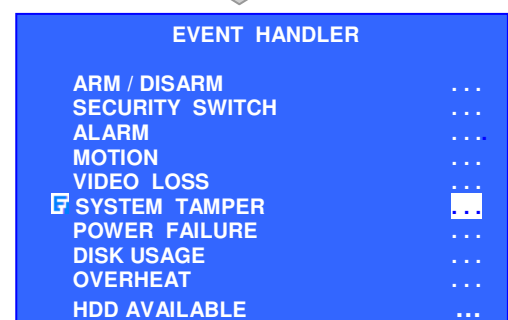 EVENT HANDLER
ARM / DISARM ...
SECURITY SWITCH ...
ALARM ....
MOTION ...
VIDEO LOSS ...
F SYSTEM TAMPER ...
POWER FAILURE ...
DISK USAGE ...
OVERHEAT ...
HDD AVAILABLE ...